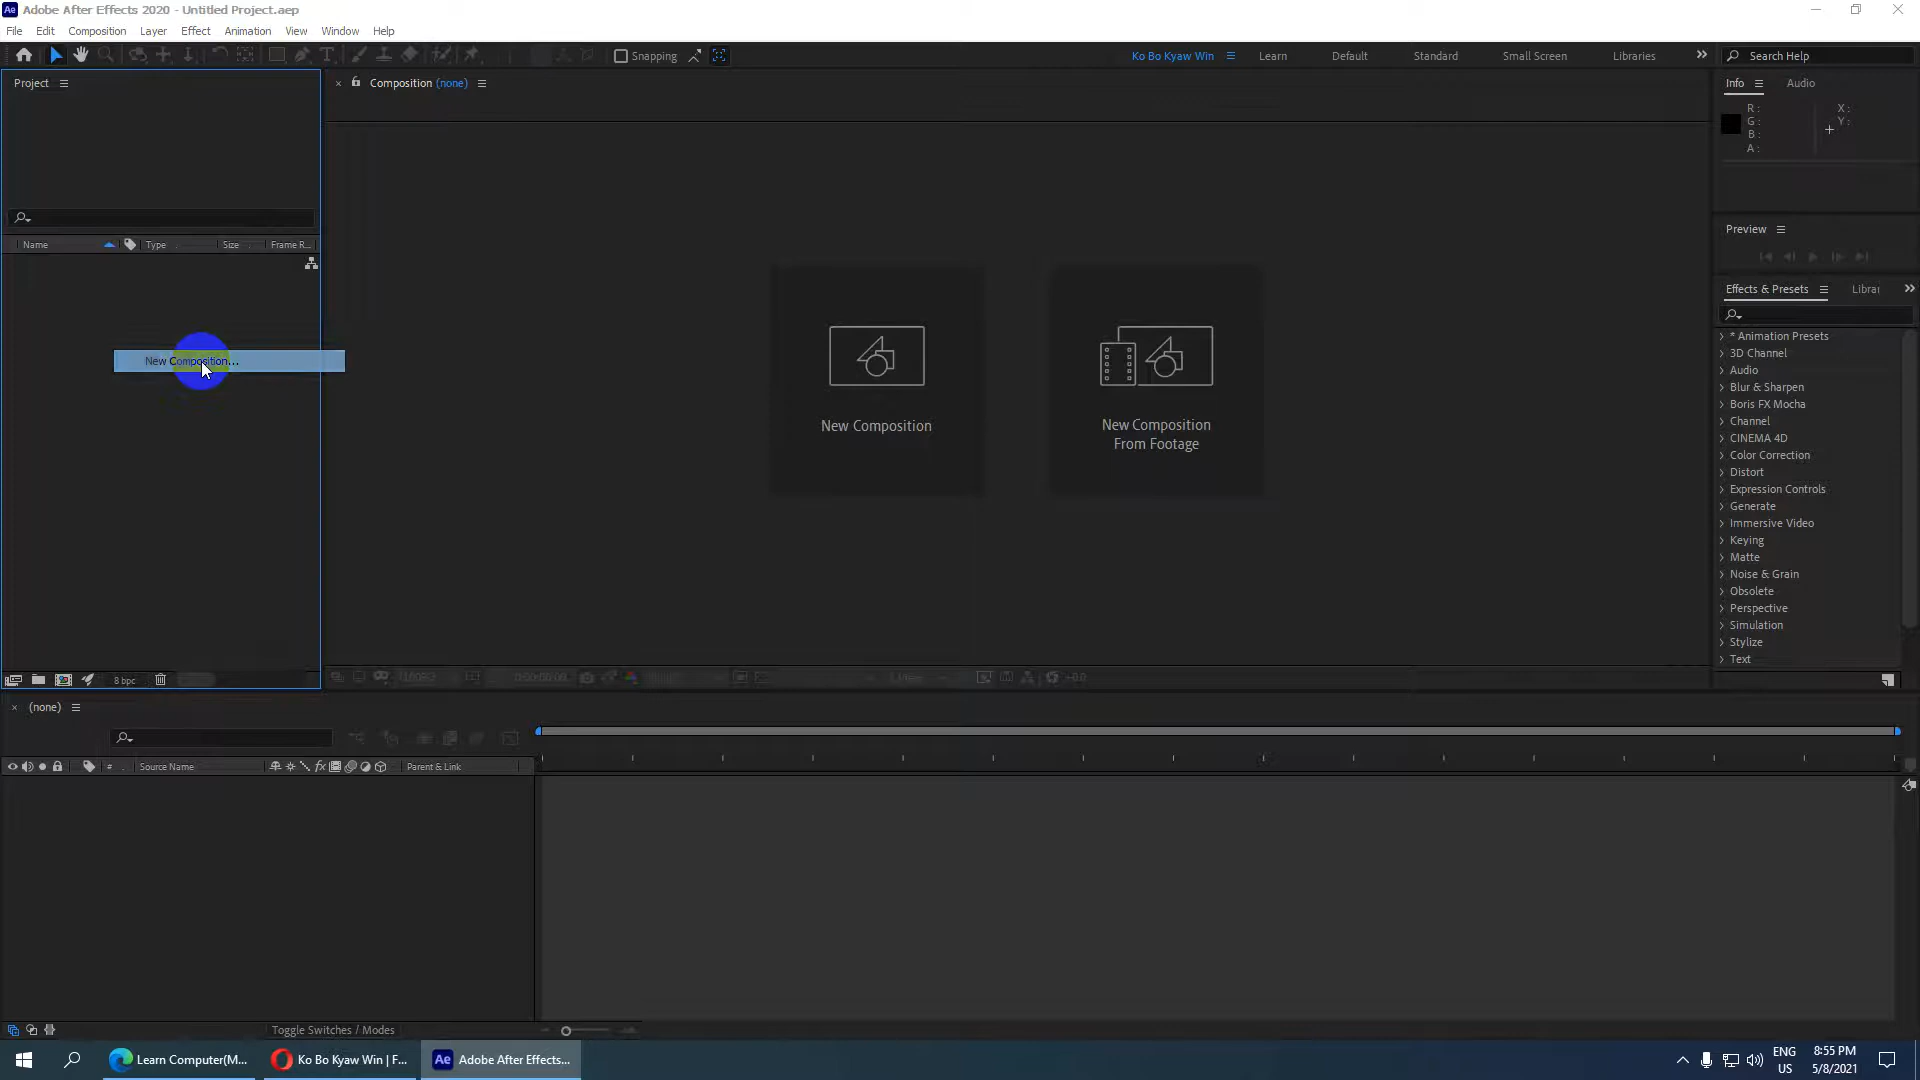 Adobe After Effects 2020 - Untitled Project.aep
File Edit Composition Layer Effect Animation View Window Help
Snapping
Ko Bo Kyaw Win
Learn
Default
Standard
Small Screen
Libraries
Search Help
Project
Composition (none)
Info
Audio
R :
G :
B :
A :
X :
Y :
Preview
Name Type Size Frame R...
Effects & Presets
Librar
New Composition...
New Composition
New Composition
From Footage
* Animation Presets
3D Channel
Audio
Blur & Sharpen
Boris FX Mocha
Channel
CINEMA 4D
Color Correction
Distort
Expression Controls
Generate
Immersive Video
Keying
Matte
Noise & Grain
Obsolete
Perspective
Simulation
Stylize
Text
8 bpc
+0.0
(none)
# Source Name fx Parent & Link
Toggle Switches / Modes
Learn Computer(M...
Ko Bo Kyaw Win | F...
Ae Adobe After Effects...
ENG
US
8:55 PM
5/8/2021